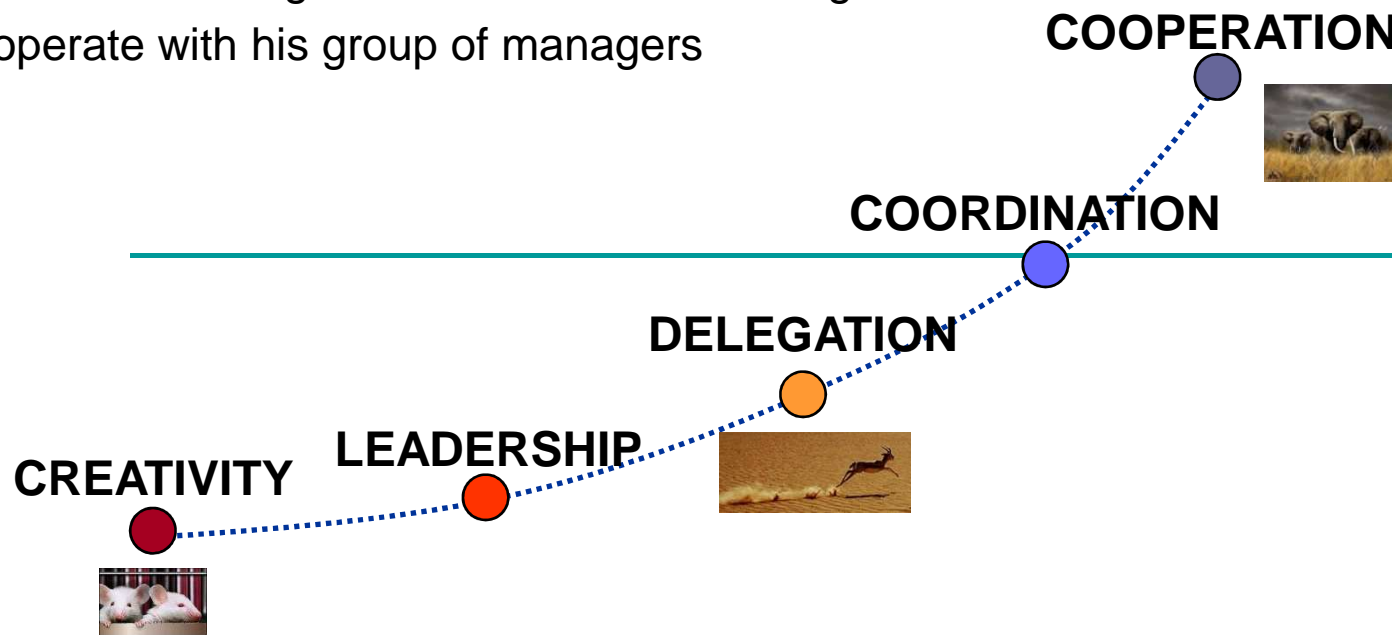 operate with his group of managers
COOPERATION
COORDINATION
DELEGATION
LEADERSHIP
CREATIVITY